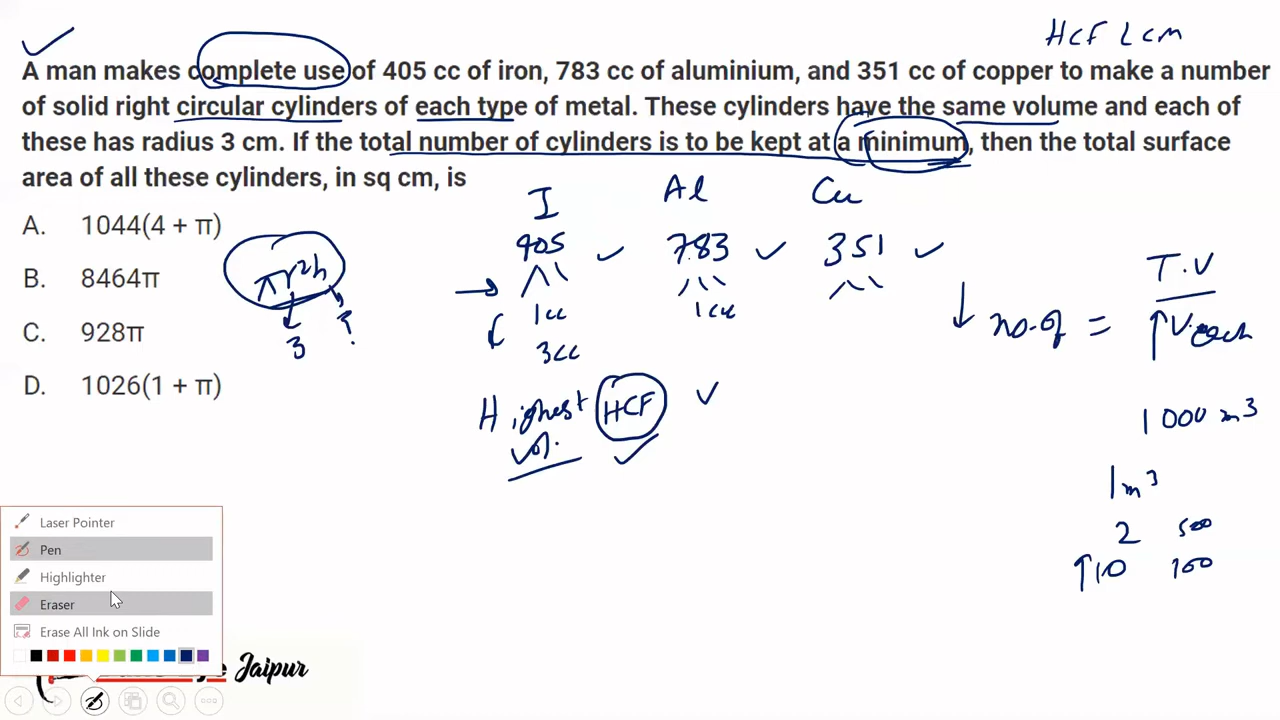 HCF LCM
A man makes complete use of 405 cc of iron, 783 cc of aluminium, and 351 cc of copper to make a number
of solid right circular cylinders of each type of metal. These cylinders have the same volume and each of
these has radius 3 cm. If the total number of cylinders is to be kept at a minimum, then the total surface
area of all these cylinders, in sq cm, is
A. 1044(4 + π)
B. 8464π
C. 928π
D. 1026(1 + π)
πr²h
3 ?
I Al Cu
405 783 351
1cc 1cc
3cc
Highest HCF
vol.
no. of = T.V
V. each
1000 m³
1m³
2 500
10 100
Laser Pointer
Pen
Highlighter
Eraser
Erase All Ink on Slide
Jaipur